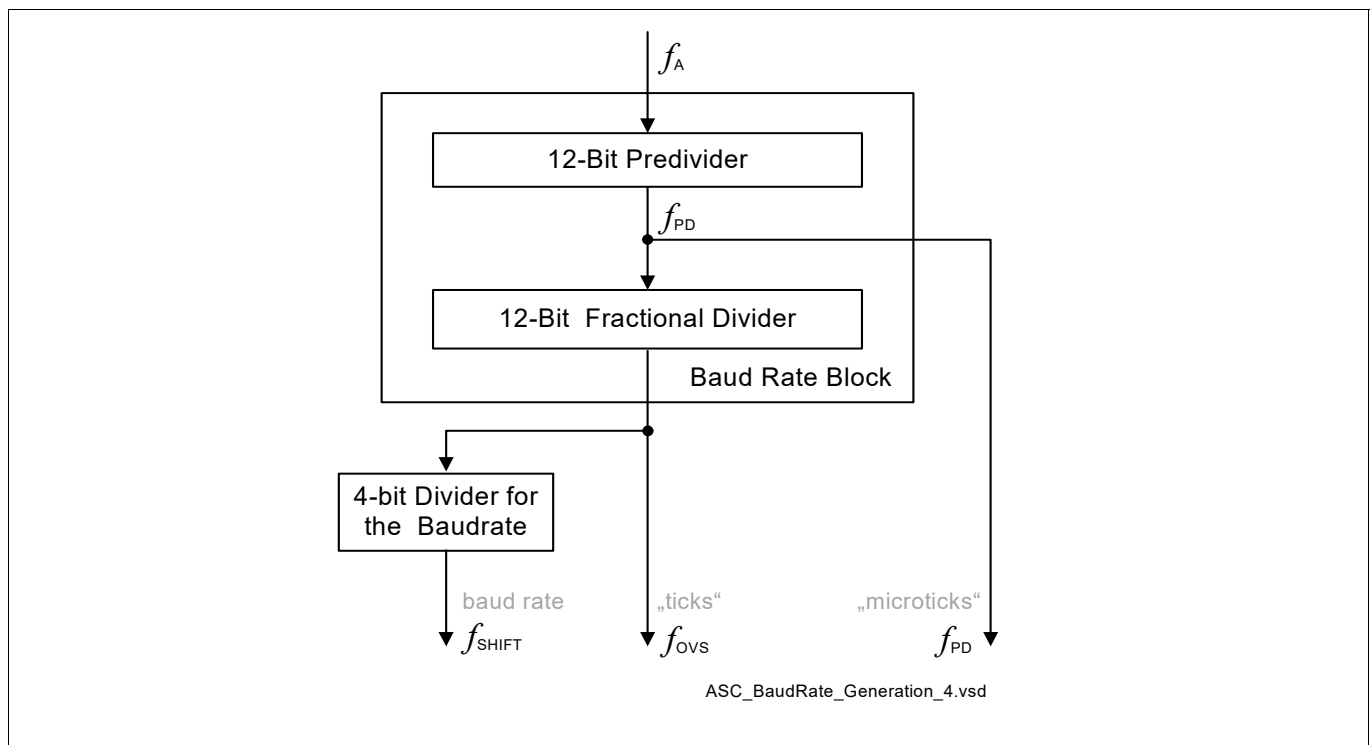 fA
12-Bit Predivider
fPD
12-Bit Fractional Divider
Baud Rate Block
4-bit Divider for
the Baudrate
baud rate
„ticks“
„microticks“
fSHIFT
fOVS
fPD
ASC_BaudRate_Generation_4.vsd